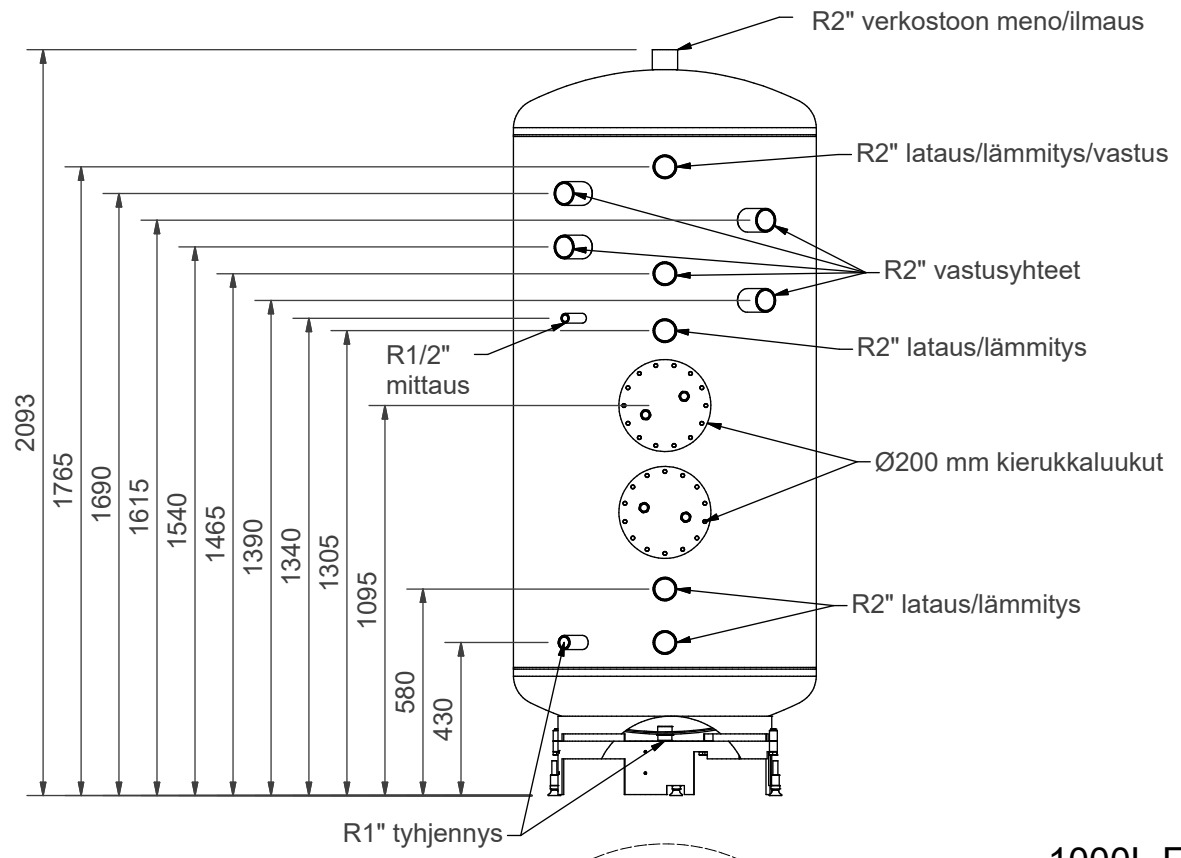 R2" verkostoon meno/ilmaus
R2" lataus/lämmitys/vastus
R2" vastusyhteet
R2" lataus/lämmitys
R1/2"
mittaus
Ø200 mm kierukkaluukut
R2" lataus/lämmitys
2093
1765
1690
1615
1540
1465
1390
1340
1305
1095
580
430
R1" tyhjennys